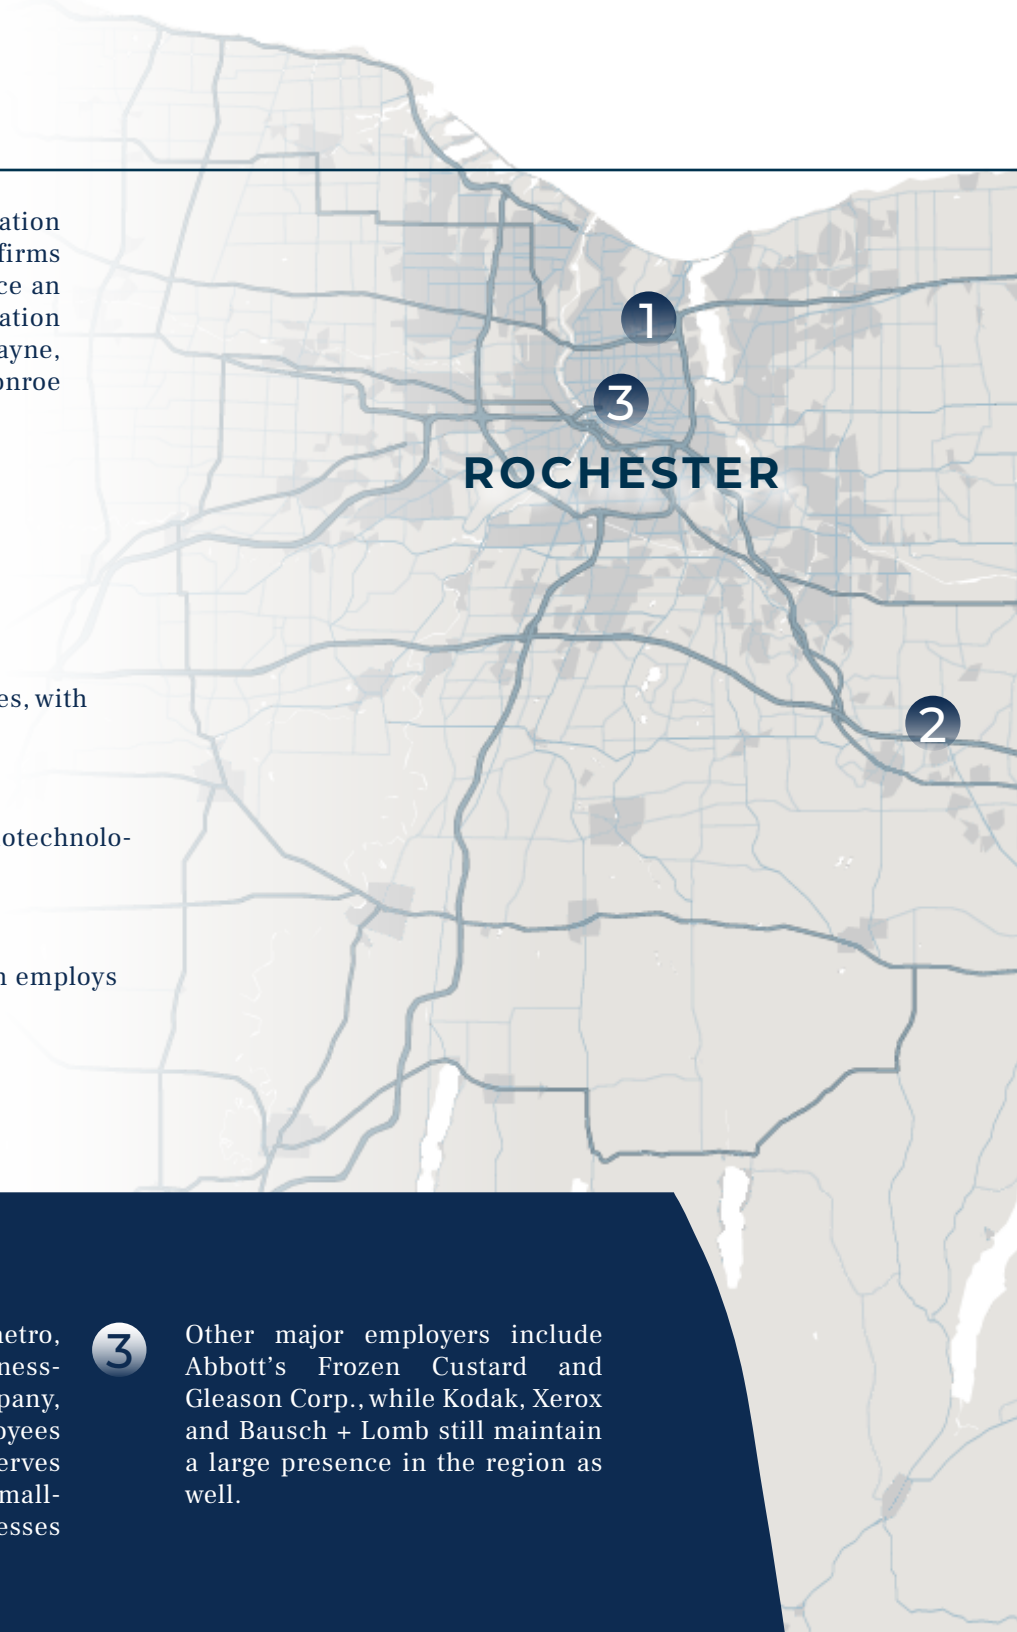 ation
firms
ce an
ation
ayne,
onroe
1
3
ROCHESTER
es, with
2
otechnolo-
n employs
netro,
ness-
pany,
oyees
erves
mall-
esses
3
Other major employers include
Abbott’s Frozen Custard and
Gleason Corp., while Kodak, Xerox
and Bausch + Lomb still maintain
a large presence in the region as
well.